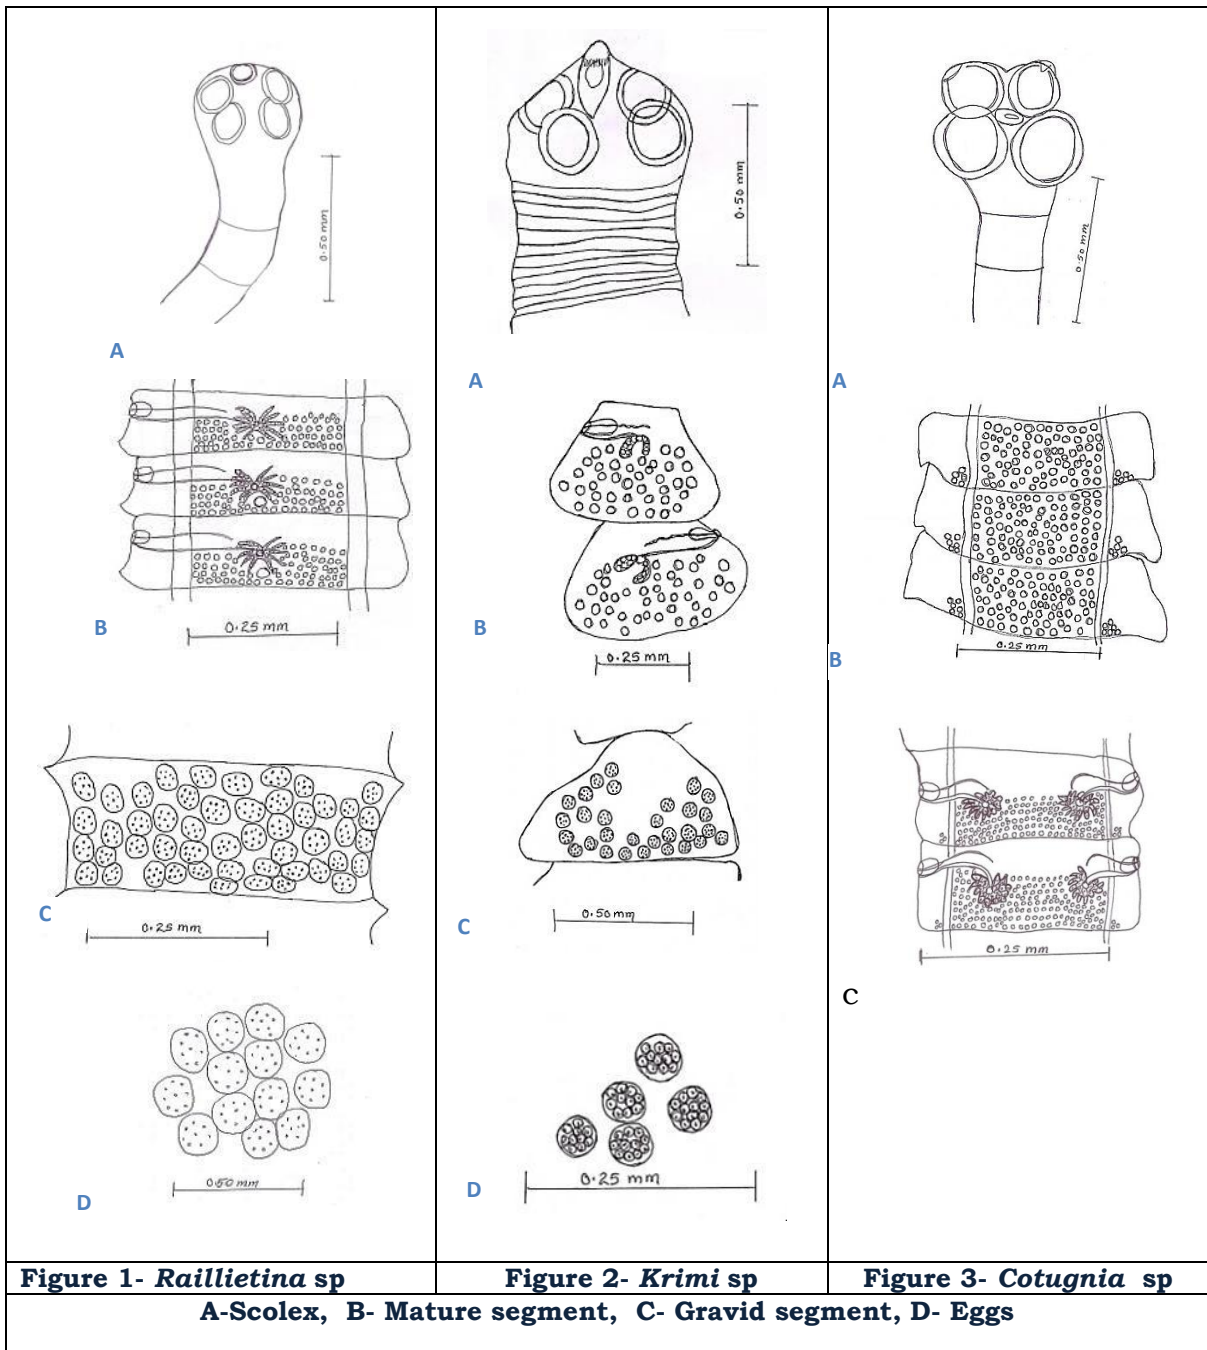 0.50 mm
A
0.25 mm
B
0.25 mm
C
0.50 mm
D
Figure 1- Raillietina sp
0.50 mm
A
0.25 mm
B
0.50 mm
C
0.25 mm
D
Figure 2- Krimi sp
0.50 mm
A
0.25 mm
B
0.25 mm
C
Figure 3- Cotugnia sp
A-Scolex, B- Mature segment, C- Gravid segment, D- Eggs